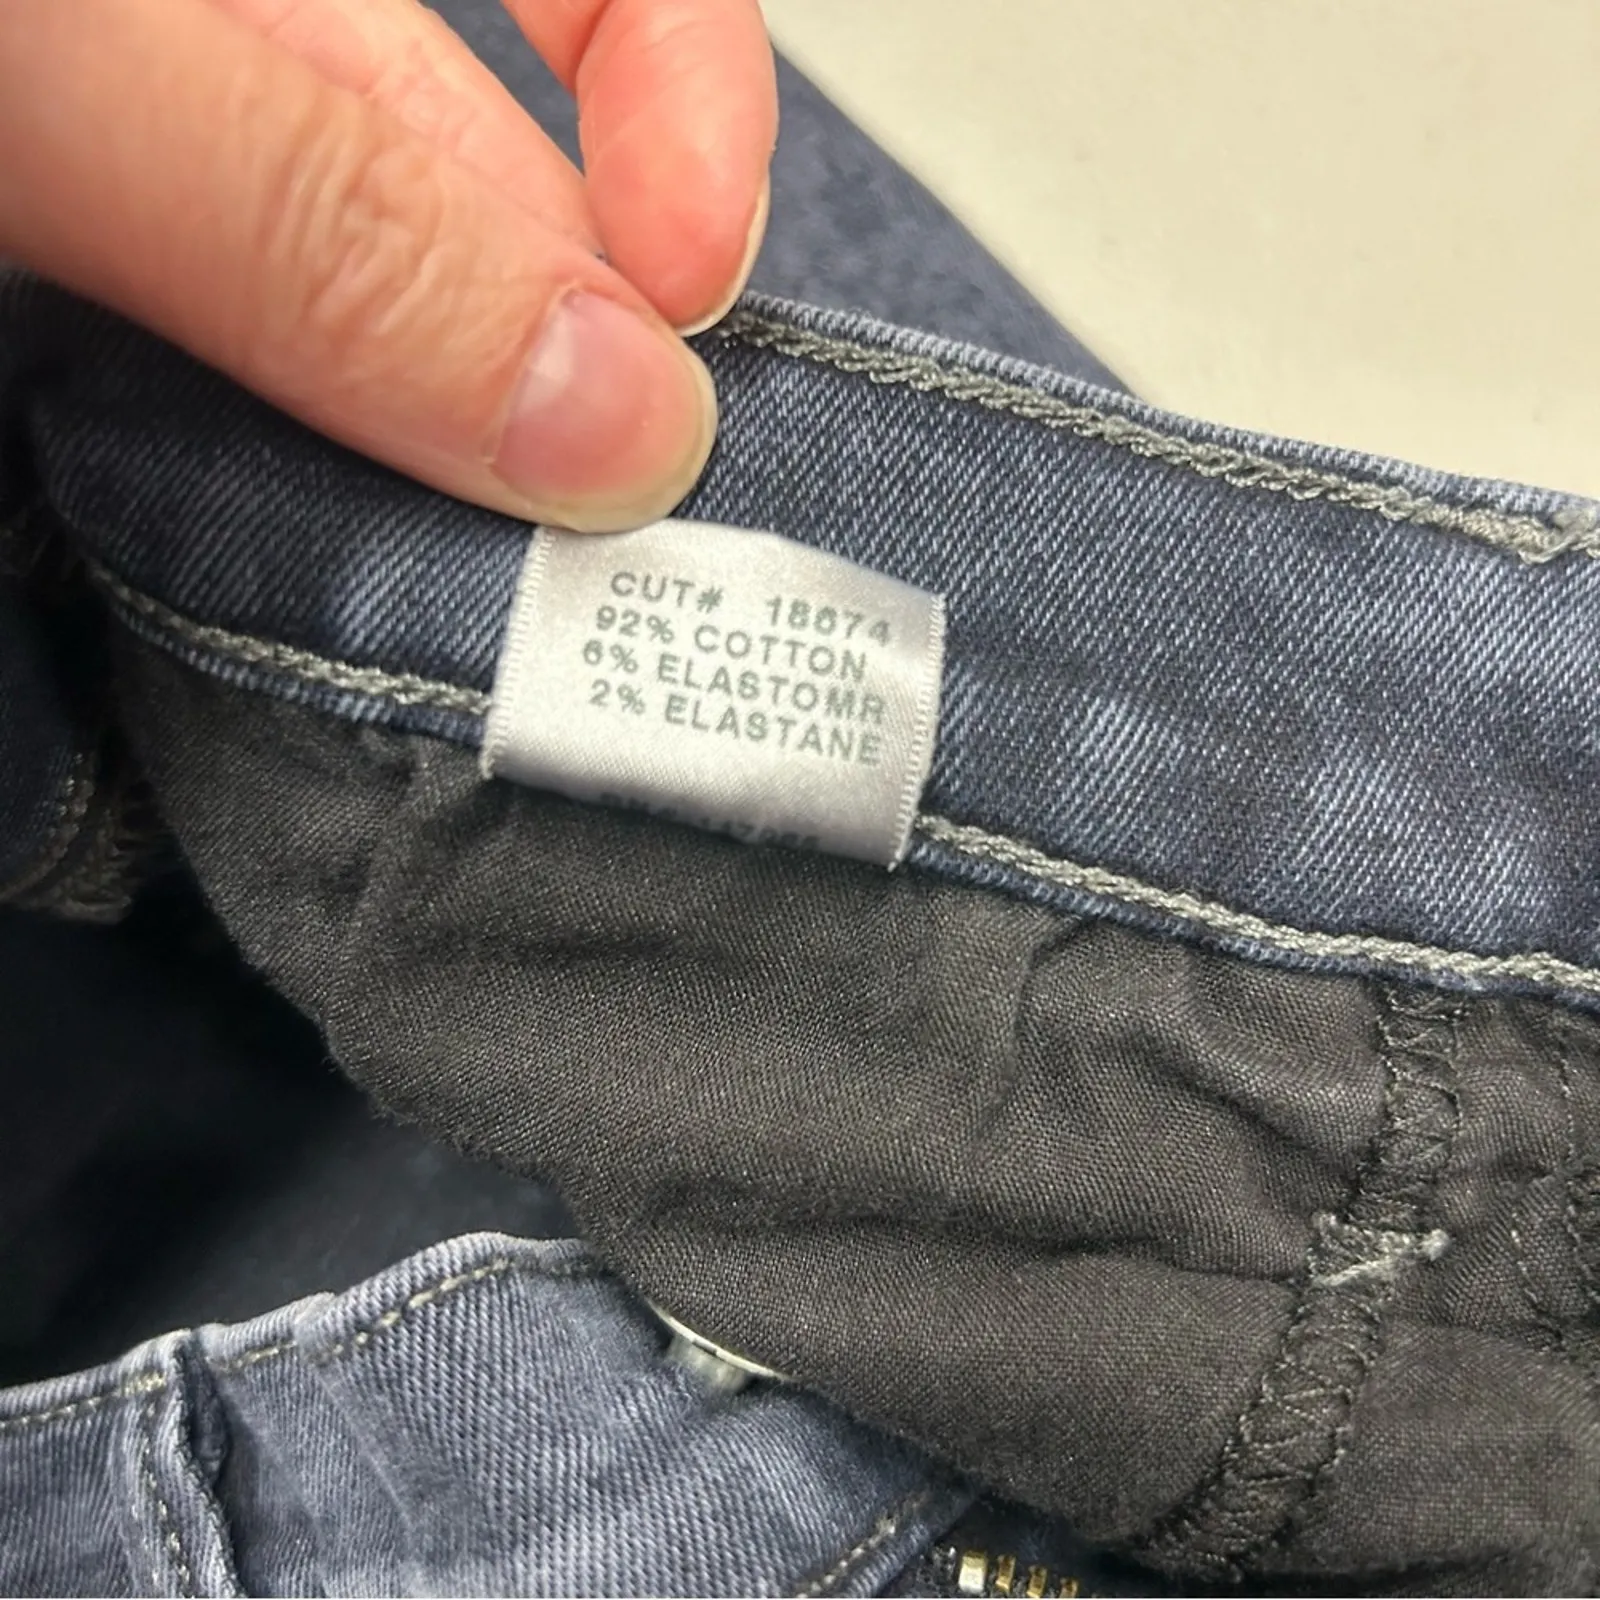 CUT# 18674
92% COTTON
6% ELASTOMR
2% ELASTANE